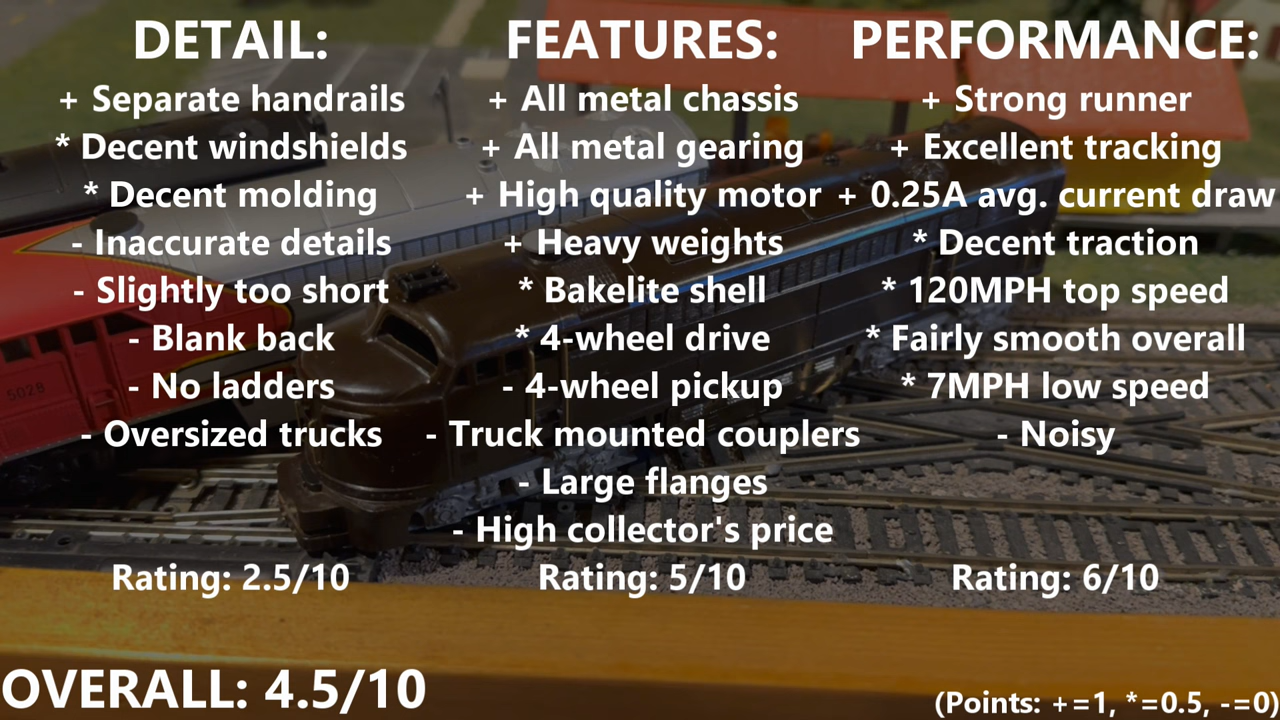 DETAIL:
+ Separate handrails
* Decent windshields
* Decent molding
- Inaccurate details
- Slightly too short
- Blank back
- No ladders
- Oversized trucks
Rating: 2.5/10
FEATURES:
+ All metal chassis
+ All metal gearing
+ High quality motor
+ Heavy weights
* Bakelite shell
* 4-wheel drive
- 4-wheel pickup
- Truck mounted couplers
- Large flanges
- High collector's price
Rating: 5/10
PERFORMANCE:
+ Strong runner
+ Excellent tracking
+ 0.25A avg. current draw
* Decent traction
* 120MPH top speed
* Fairly smooth overall
* 7MPH low speed
- Noisy
Rating: 6/10
OVERALL: 4.5/10
(Points: +=1, *=0.5, -=0)
5028